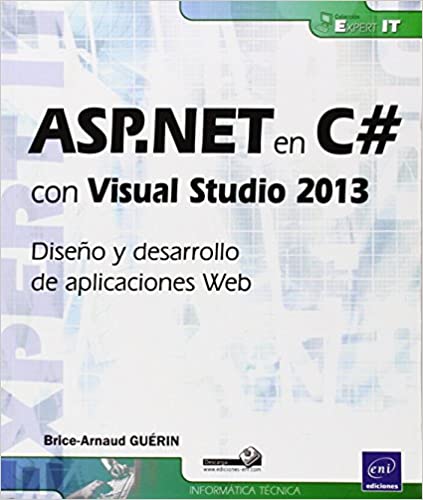 Colección
EXPERT IT
EXPERT IT
ASP.NET en C#
con Visual Studio 2013
Diseño y desarrollo
de aplicaciones Web
Brice-Arnaud GUÉRIN
Descarga
www.ediciones-eni.com
INFORMÁTICA TÉCNICA
eni
ediciones